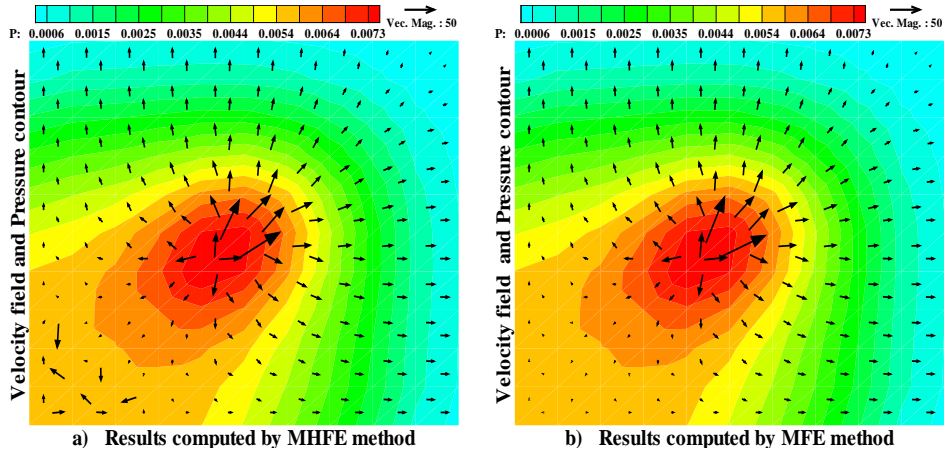 Vec. Mag. : 50
P: 0.0006 0.0015 0.0025 0.0035 0.0044 0.0054 0.0064 0.0073
Velocity field and Pressure contour
a) Results computed by MHFE method
Vec. Mag. : 50
P: 0.0006 0.0015 0.0025 0.0035 0.0044 0.0054 0.0064 0.0073
Velocity field and Pressure contour
b) Results computed by MFE method